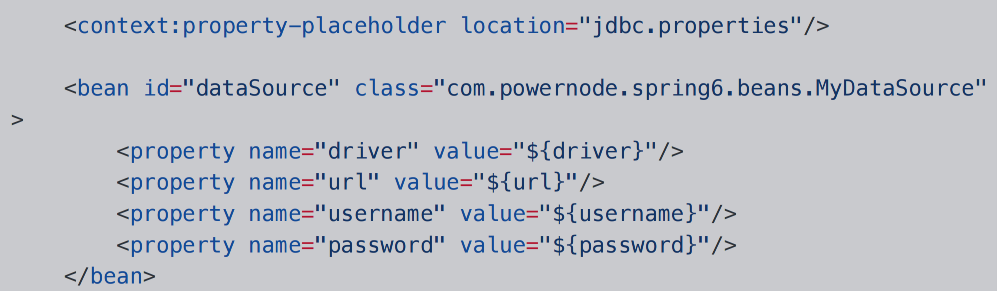 <context:property-placeholder location="jdbc.properties"/>
<bean id="dataSource" class="com.powernode.spring6.beans.MyDataSource"
>
<property name="driver" value="${driver}"/>
<property name="url" value="${url}"/>
<property name="username" value="${username}"/>
<property name="password" value="${password}"/>
</bean>